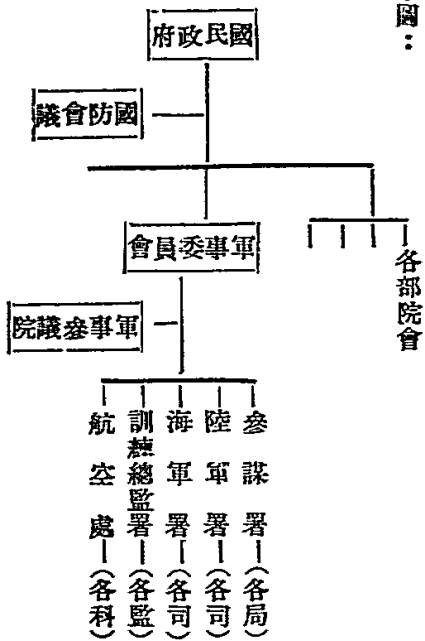 圖：
國民政府
國防會議
各部院會
軍事委員會
軍事參議院
參謀署—（各局）
陸軍署—（各司）
海軍署—（各司）
訓練總監署—（各監）
航空處—（各科）